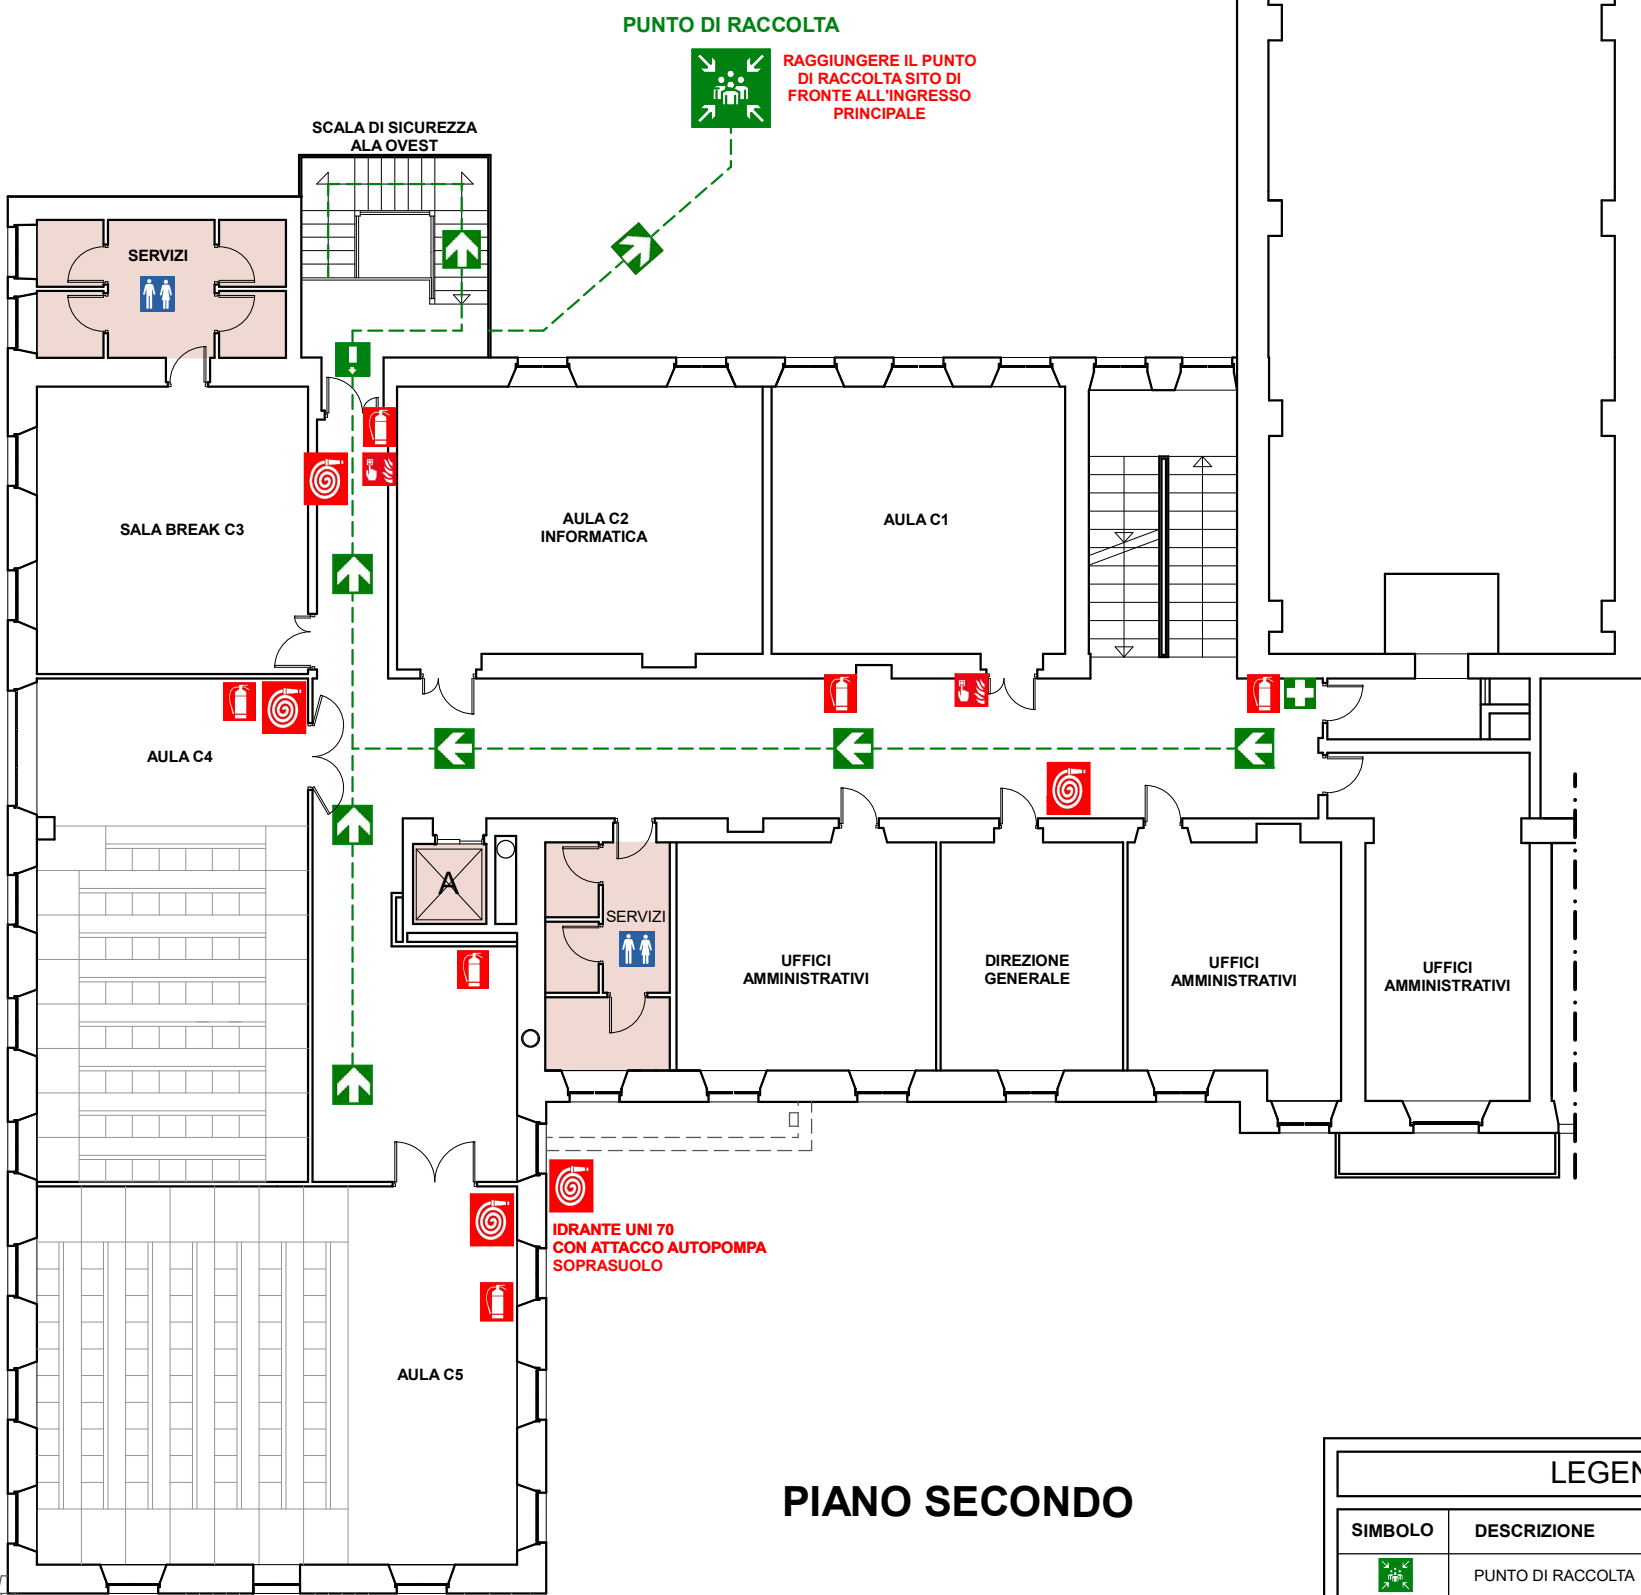 PUNTO DI RACCOLTA
RAGGIUNGERE IL PUNTO
DI RACCOLTA SITO DI
FRONTE ALL'INGRESSO
PRINCIPALE
SCALA DI SICUREZZA
ALA OVEST
SERVIZI
SALA BREAK C3
AULA C2
INFORMATICA
AULA C1
AULA C4
A
SERVIZI
UFFICI
AMMINISTRATIVI
DIREZIONE
GENERALE
UFFICI
AMMINISTRATIVI
UFFICI
AMMINISTRATIVI
IDRANTE UNI 70
CON ATTACCO AUTOPOMPA
SOPRASUOLO
AULA C5
PIANO SECONDO
LEGEN
SIMBOLO
DESCRIZIONE
PUNTO DI RACCOLTA